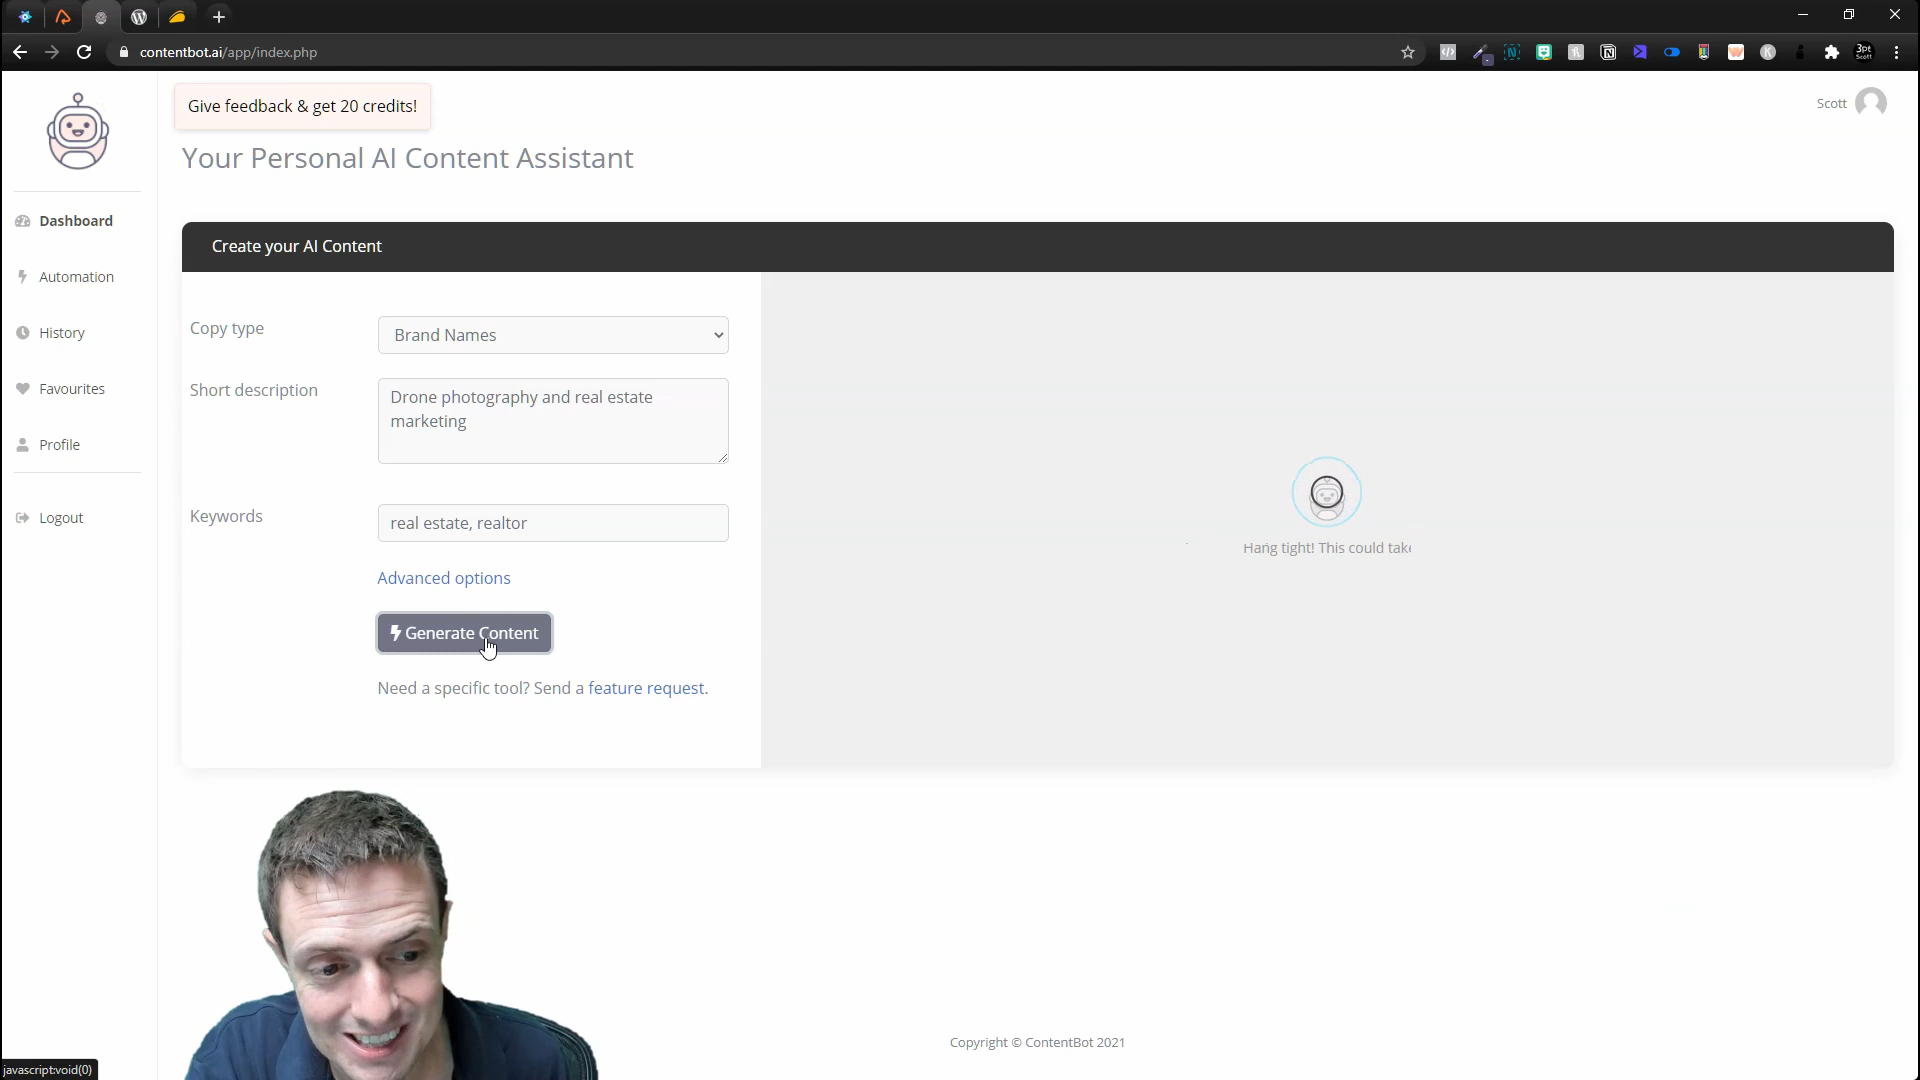 contentbot.ai/app/index.php
3pt
Scott
Give feedback & get 20 credits!
Scott
Your Personal AI Content Assistant
Dashboard
Automation
History
Favourites
Profile
Logout
Create your AI Content
Copy type
Brand Names
Short description
Drone photography and real estate
marketing
Keywords
real estate, realtor
Advanced options
Generate Content
Need a specific tool? Send a feature request.
Hang tight! This could take
Copyright © ContentBot 2021
javascript:void(0)